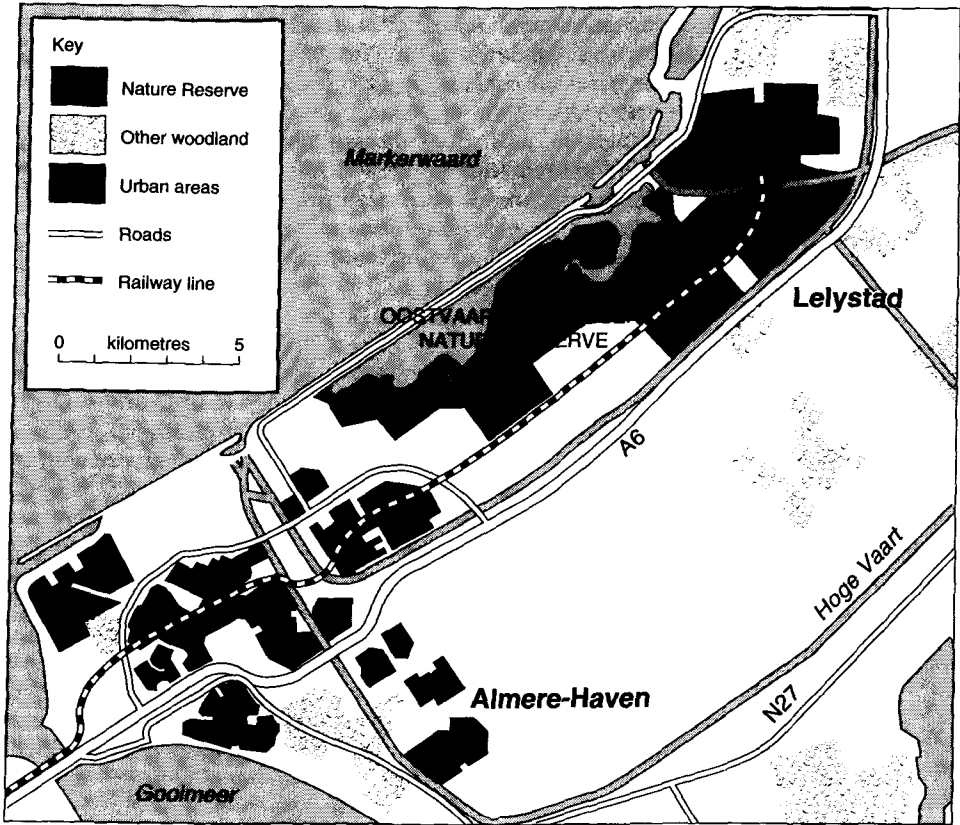 Key
Nature Reserve
Other woodland
Urban areas
Roads
Railway line
0 kilometres 5
Markerwaard
Lelystad
A6
Hoge Vaart
N27
Almere-Haven
Gooimeer